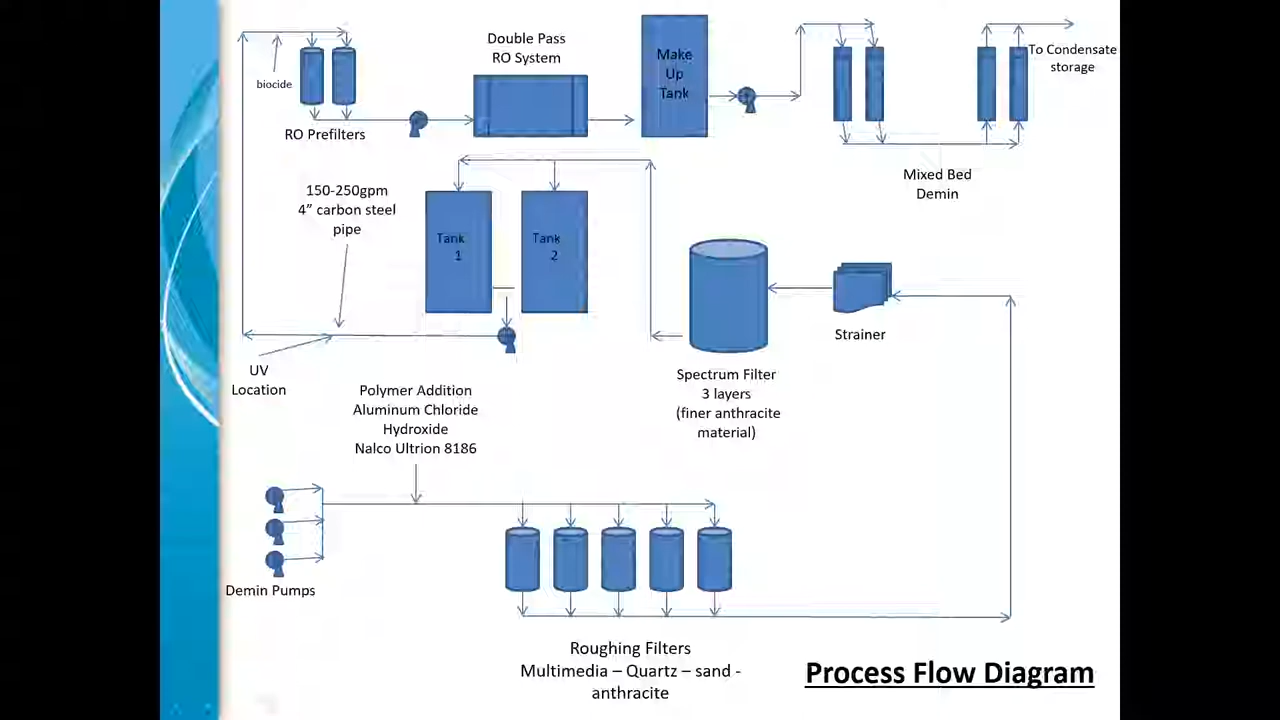 Double Pass
RO System
Make
Up
Tank
To Condensate
storage
biocide
RO Prefilters
Mixed Bed
Demin
150-250gpm
4” carbon steel
pipe
Tank
1
Tank
2
Strainer
UV
Location
Spectrum Filter
3 layers
(finer anthracite
material)
Polymer Addition
Aluminum Chloride
Hydroxide
Nalco Ultrion 8186
Demin Pumps
Roughing Filters
Multimedia – Quartz – sand -
anthracite
Process Flow Diagram